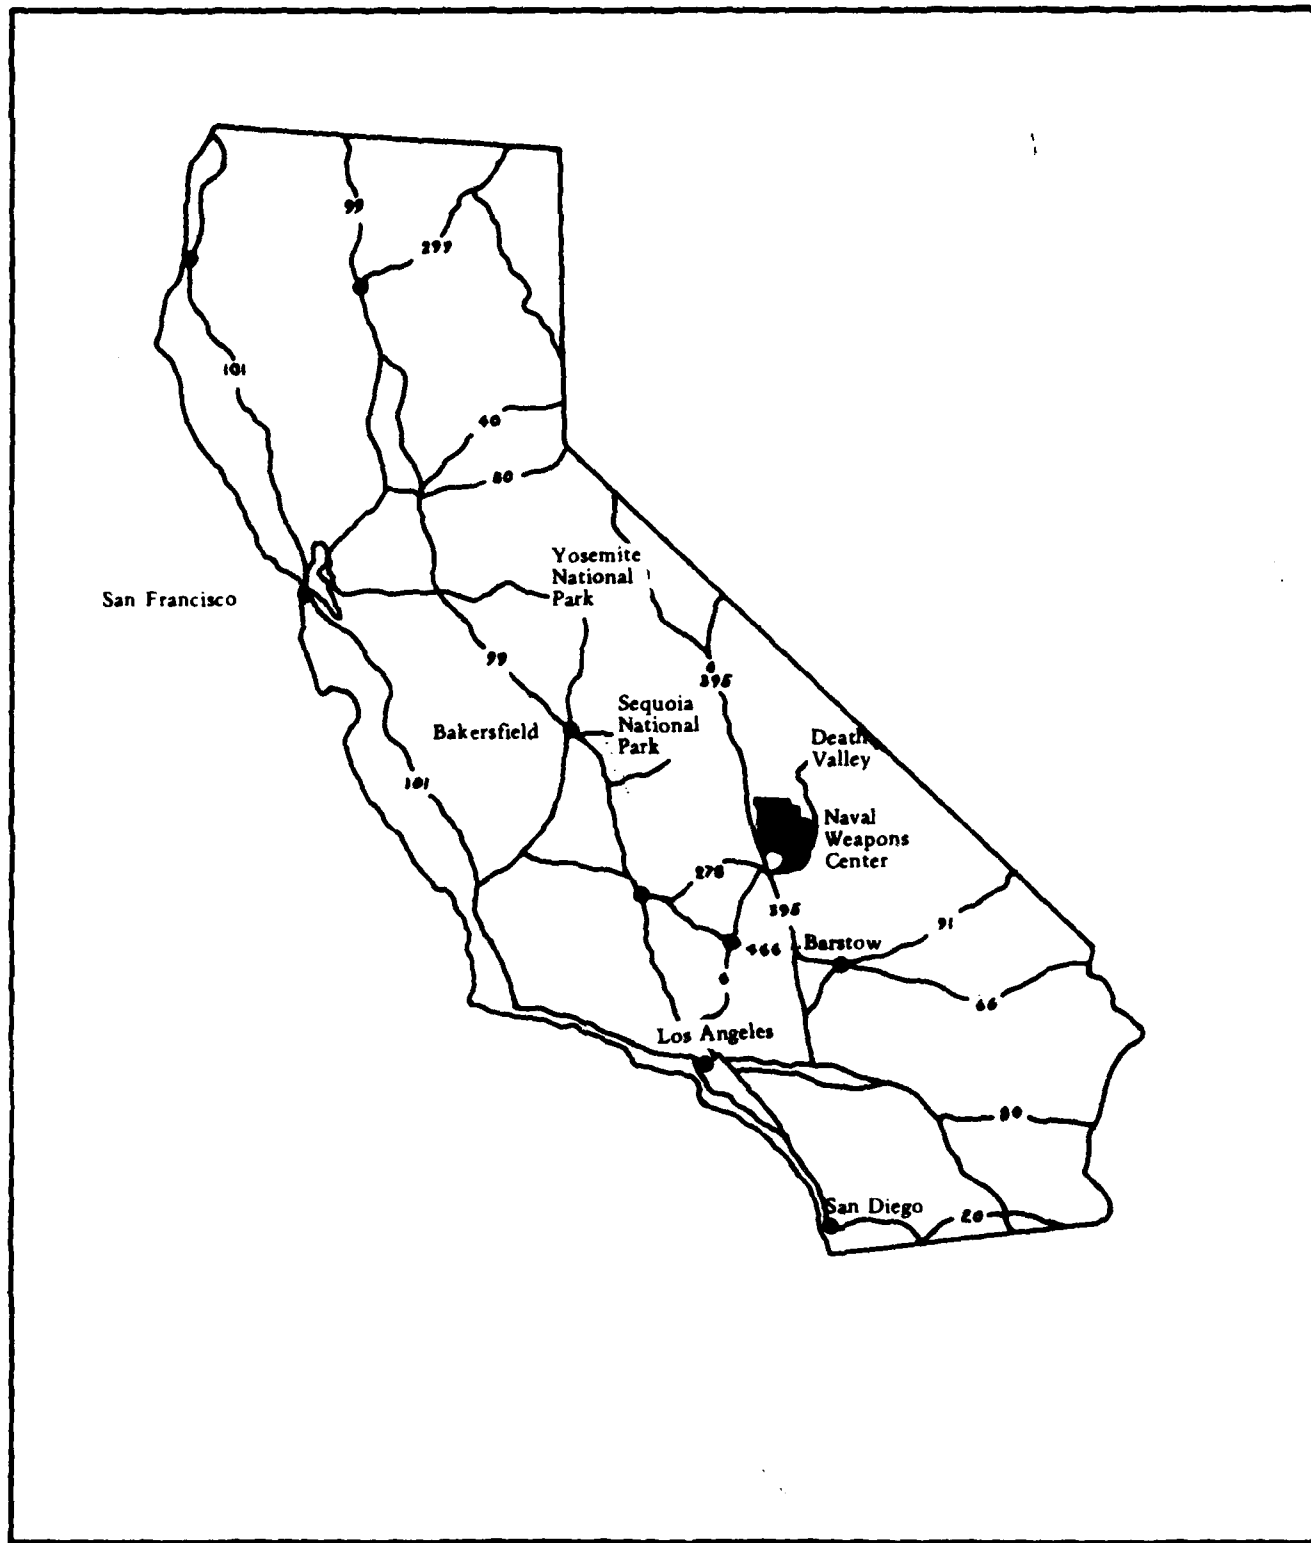 99
299
101
40
80
Yosemite
National
Park
San Francisco
99
6
395
Sequoia
National
Park
Bakersfield
Death
Valley
101
Naval
Weapons
Center
278
395
91
466
Barstow
6
66
Los Angeles
80
San Diego
80